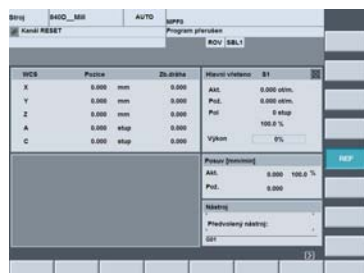 Stroj 840D__Mill AUTO MPF0
Kanál RESET Program přerušen
ROV SBL1
WCS Pozice Zb.dráha
X 0.000 mm 0.000
Y 0.000 mm 0.000
Z 0.000 mm 0.000
A 0.000 stup 0.000
C 0.000 stup 0.000
Hlavní vřeteno S1
Akt. 0.000 ot/m.
Pož. 0.000 ot/m.
Pol 0 stup
100.0 %
Výkon 0%
REF
Posuv [mm/min]
Akt. 0.000 100.0 %
Pož. 0.000
Nástroj
Předvolený nástroj:
G01